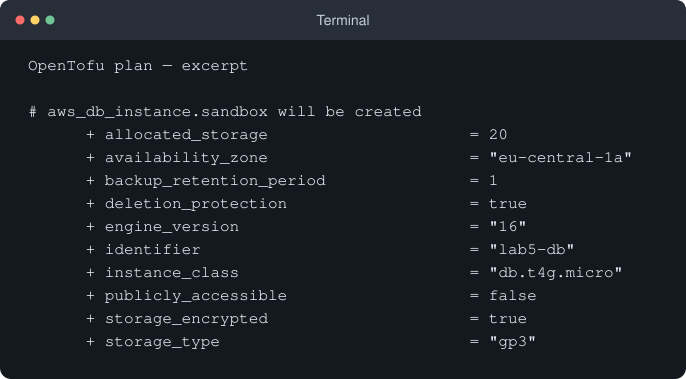 Terminal
OpenTofu plan — excerpt
# aws_db_instance.sandbox will be created
+ allocated_storage = 20
+ availability_zone = "eu-central-1a"
+ backup_retention_period = 1
+ deletion_protection = true
+ engine_version = "16"
+ identifier = "lab5-db"
+ instance_class = "db.t4g.micro"
+ publicly_accessible = false
+ storage_encrypted = true
+ storage_type = "gp3"